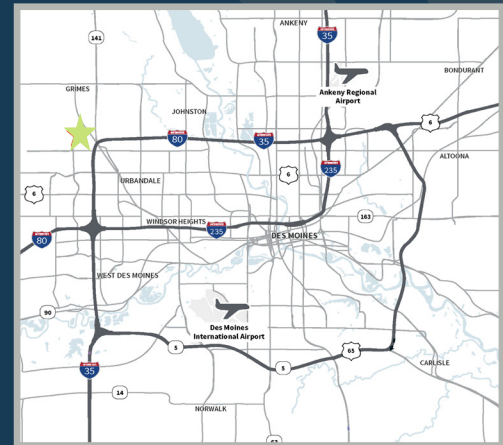 ANKENY
35
141
BONDURANT
Ankeny Regional
Airport
GRIMES
JOHNSTON
6
80
35
ALTOONA
235
6
URBANDALE
6
163
WINDSOR HEIGHTS
235
DES MOINES
80
WEST DES MOINES
90
Des Moines
International Airport
5
65
CARLISLE
5
35
14
NORWALK